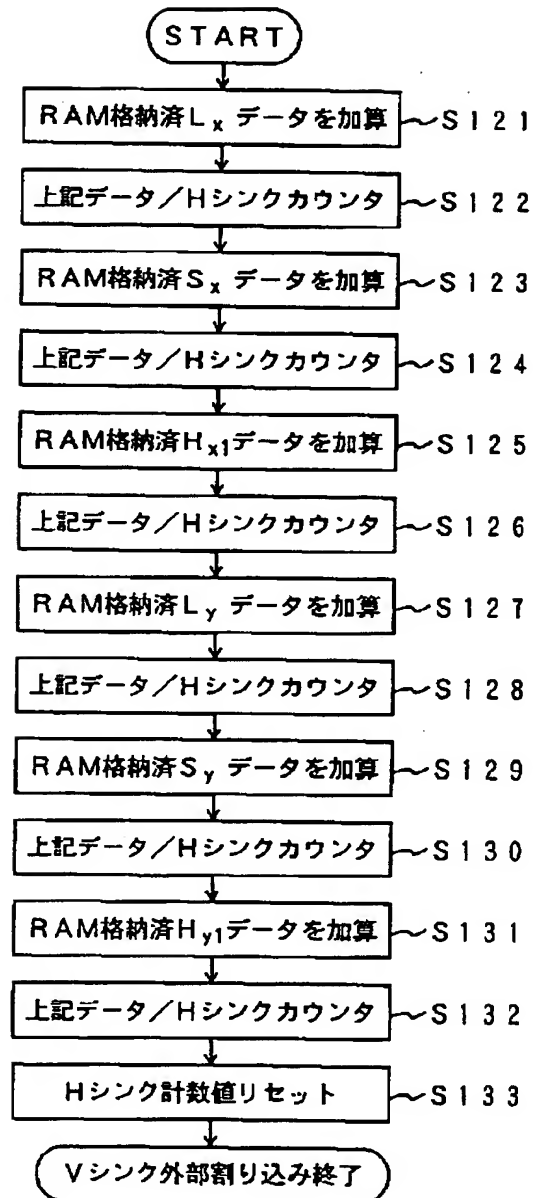 START
RAM格納済Lxデータを加算 ～S121
上記データ／Hシンクカウンタ ～S122
RAM格納済Sxデータを加算 ～S123
上記データ／Hシンクカウンタ ～S124
RAM格納済Hx1データを加算 ～S125
上記データ／Hシンクカウンタ ～S126
RAM格納済Lyデータを加算 ～S127
上記データ／Hシンクカウンタ ～S128
RAM格納済Syデータを加算 ～S129
上記データ／Hシンクカウンタ ～S130
RAM格納済Hy1データを加算 ～S131
上記データ／Hシンクカウンタ ～S132
Hシンク計数値リセット ～S133
Vシンク外部割り込み終了